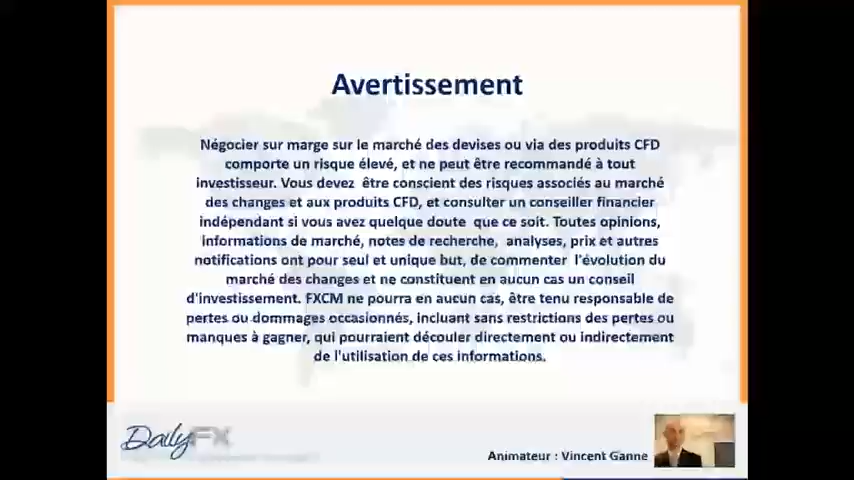 Avertissement
Négocier sur marge sur le marché des devises ou via des produits CFD
comporte un risque élevé, et ne peut être recommandé à tout
investisseur. Vous devez être conscient des risques associés au marché
des changes et aux produits CFD, et consulter un conseiller financier
indépendant si vous avez quelque doute que ce soit. Toutes opinions,
informations de marché, notes de recherche, analyses, prix et autres
notifications ont pour seul et unique but, de commenter l'évolution du
marché des changes et ne constituent en aucun cas un conseil
d'investissement. FXCM ne pourra en aucun cas, être tenu responsable de
pertes ou dommages occasionnés, incluant sans restrictions des pertes ou
manques à gagner, qui pourraient découler directement ou indirectement
de l'utilisation de ces informations.
DailyFX
Animateur : Vincent Ganne